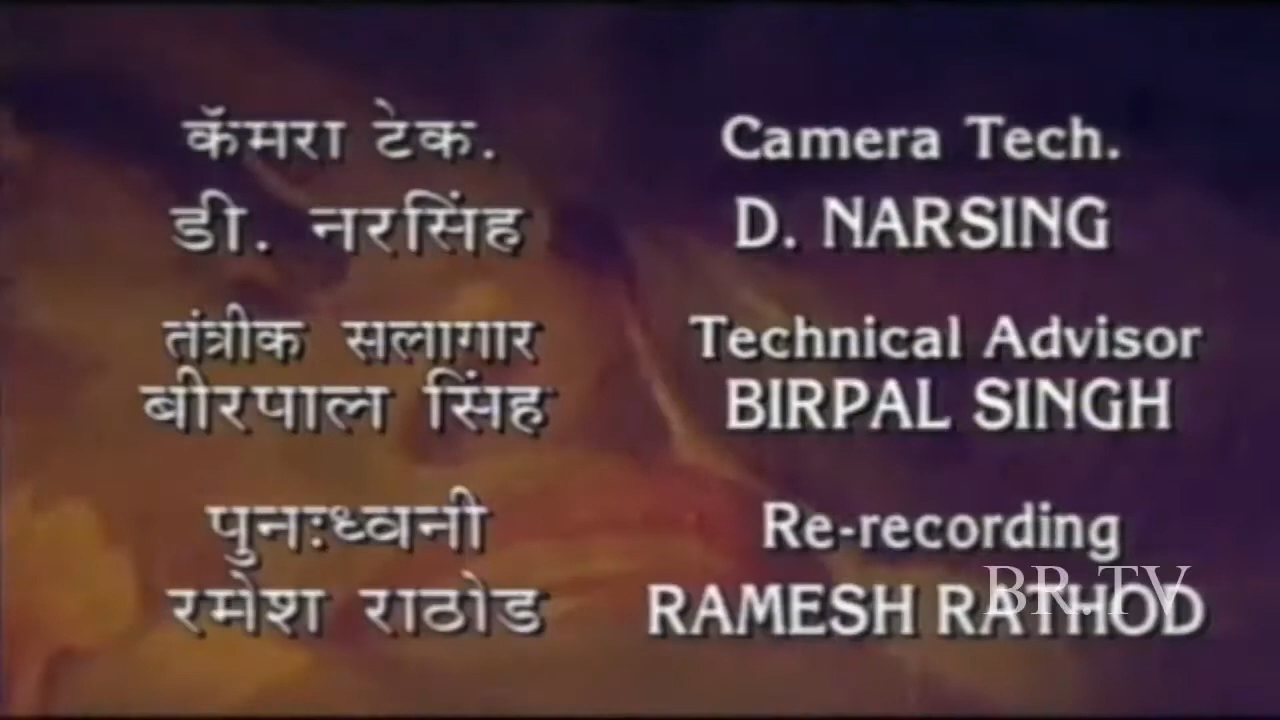 कॅमरा टेक. Camera Tech.
डी. नरसिंह D. NARSING
तंत्रीक सलागार Technical Advisor
बीरपाल सिंह BIRPAL SINGH
पुनःध्वनी Re-recording
रमेश राठोड RAMESH RATHOD
BR.TV